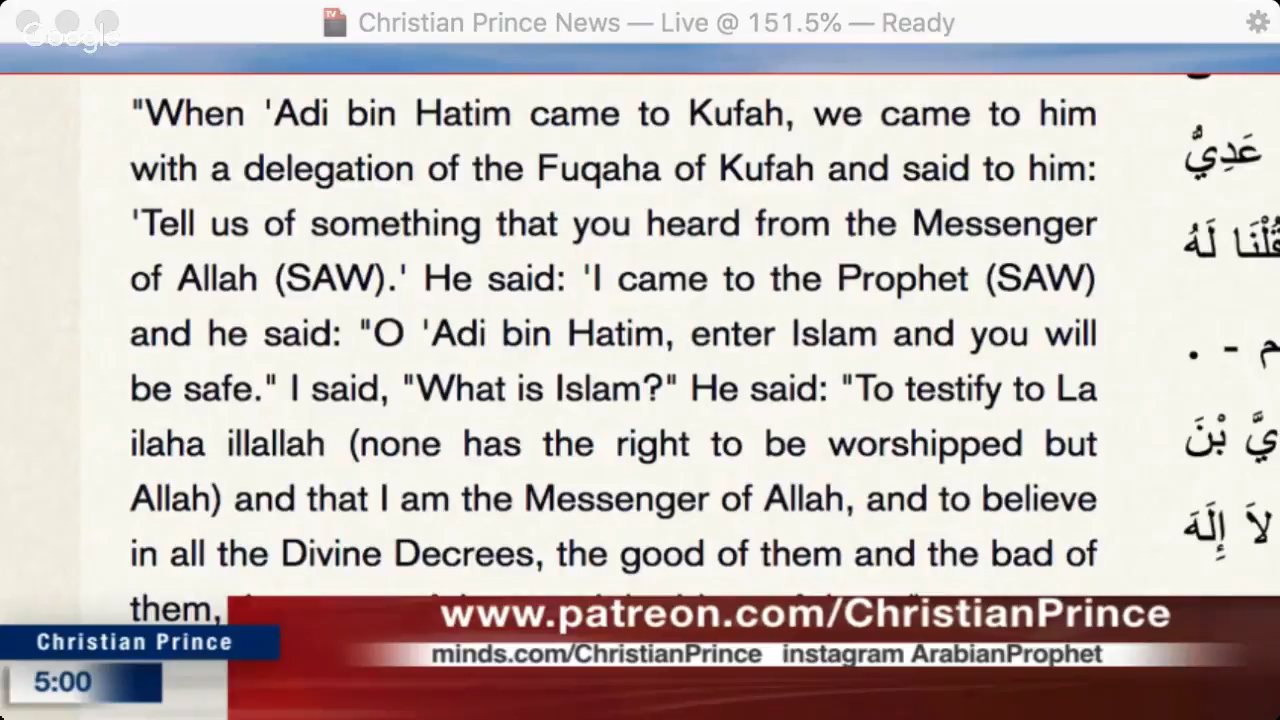 Google
Christian Prince News — Live @ 151.5% — Ready
"When 'Adi bin Hatim came to Kufah, we came to him
with a delegation of the Fuqaha of Kufah and said to him:
'Tell us of something that you heard from the Messenger
of Allah (SAW).' He said: 'I came to the Prophet (SAW)
and he said: "O 'Adi bin Hatim, enter Islam and you will
be safe." I said, "What is Islam?" He said: "To testify to La
ilaha illallah (none has the right to be worshipped but
Allah) and that I am the Messenger of Allah, and to believe
in all the Divine Decrees, the good of them and the bad of
them,
عَدِيُّ
لَهُ
يَّ بْنَ
لاَ إِلَهَ
www.patreon.com/ChristianPrince
minds.com/ChristianPrince instagram ArabianProphet
Christian Prince
5:00